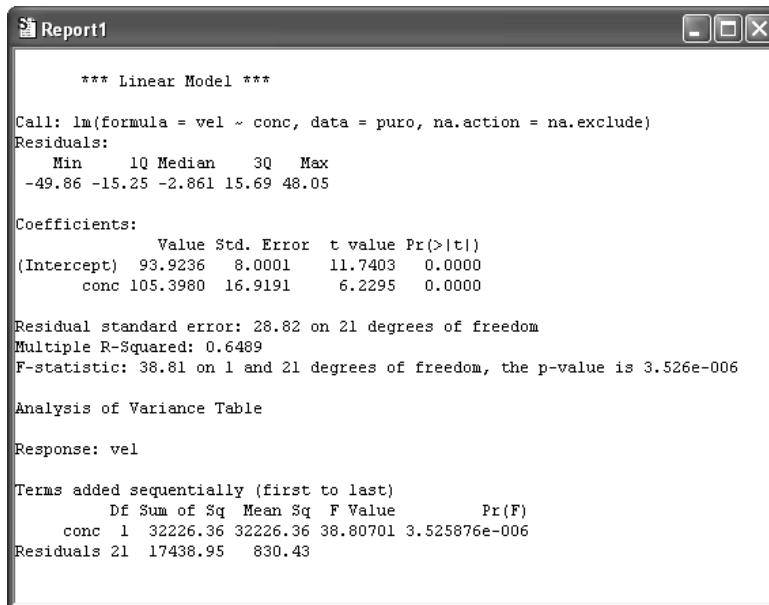 Report1
*** Linear Model ***
Call: lm(formula = vel ~ conc, data = puro, na.action = na.exclude)
Residuals:
Min 1Q Median 3Q Max
-49.86 -15.25 -2.861 15.69 48.05
Coefficients:
Value Std. Error t value Pr(>|t|)
(Intercept) 93.9236 8.0001 11.7403 0.0000
conc 105.3980 16.9191 6.2295 0.0000
Residual standard error: 28.82 on 21 degrees of freedom
Multiple R-Squared: 0.6489
F-statistic: 38.81 on 1 and 21 degrees of freedom, the p-value is 3.526e-006
Analysis of Variance Table
Response: vel
Terms added sequentially (first to last)
Df Sum of Sq Mean Sq F Value Pr(F)
conc 1 32226.36 32226.36 38.80701 3.525876e-006
Residuals 21 17438.95 830.43